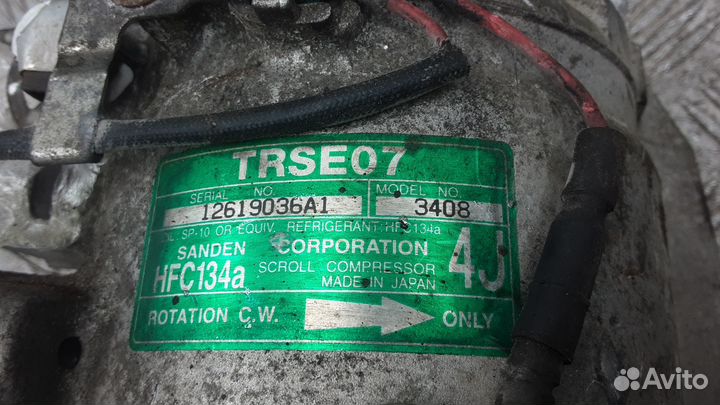 TRSE07
SERIAL NO. MODEL NO.
12619036A1 3408
OIL: SP-10 OR EQUIV. REFRIGERANT: HFC134a
SANDEN CORPORATION 4J
HFC134a SCROLL COMPRESSOR
MADE IN JAPAN
ROTATION C.W. ONLY
Avito